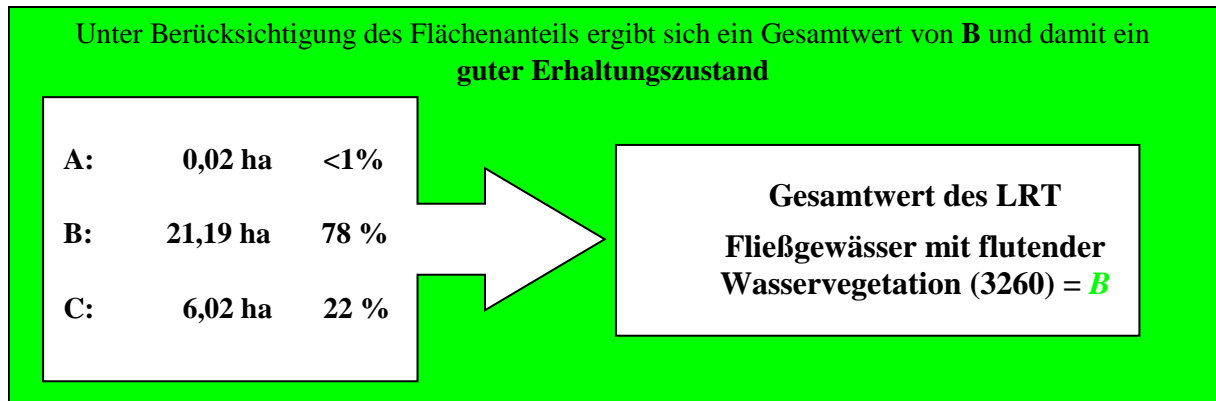 Unter Berücksichtigung des Flächenanteils ergibt sich ein Gesamtwert von B und damit ein
guter Erhaltungszustand
A: 0,02 ha <1%
B: 21,19 ha 78 %
C: 6,02 ha 22 %
Gesamtwert des LRT
Fließgewässer mit flutender
Wasservegetation (3260) = B